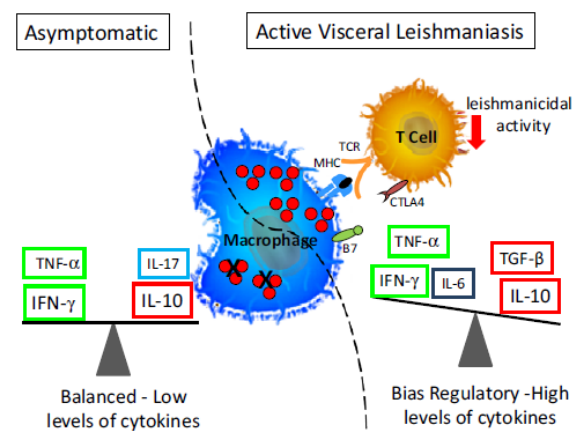 Asymptomatic
Active Visceral Leishmaniasis
leishmanicidal
activity
T Cell
TCR
MHC
CTLA4
Macrophage
B7
X X
TNF-α
IL-17
IFN-γ
IL-10
TNF-α
TGF-β
IFN-γ
IL-6
IL-10
Balanced - Low
levels of cytokines
Bias Regulatory -High
levels of cytokines